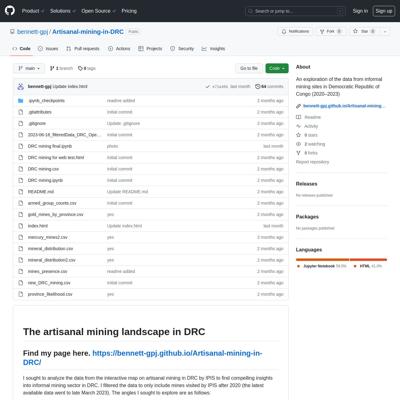 Product
Solutions
Open Source
Pricing
Search or jump to...
Sign in
Sign up
bennett-gpj / Artisanal-mining-in-DRC Public
Notifications
Fork 0
Star 0
Code
Issues
Pull requests
Actions
Projects
Security
Insights
main
1 branch
0 tags
Go to file
Code
bennett-gpj Update index.html
last month
64 commits
.ipynb_checkpoints readme added 2 months ago
.gitattributes Initial commit 2 months ago
.gitignore Update .gitignore 2 months ago
2023-06-16_filteredData_DRC_Ope... initial commit 2 months ago
DRC mining final.ipynb photo last month
DRC mining for web test.html initial commit 2 months ago
DRC mining.csv initial commit 2 months ago
DRC mining.ipynb initial commit 2 months ago
README.md Update README.md 2 months ago
armed_group_counts.csv initial commit 2 months ago
gold_mines_by_province.csv yes 2 months ago
index.html Update index.html last month
mercury_mines2.csv yes 2 months ago
mineral_distribution.csv yes 2 months ago
mineral_distribution2.csv yes 2 months ago
mines_presence.csv readme added 2 months ago
new_DRC_mining.csv initial commit 2 months ago
province_likelihood.csv yes 2 months ago
About
An exploration of the data from informal
mining sites in Democratic Republic of
Congo (2020–2023)
bennett-gpj.github.io/Artisanal-mining...
Readme
Activity
0 stars
2 watching
0 forks
Report repository
Releases
No releases published
Packages
No packages published
Languages
Jupyter Notebook
HTML
The artisanal mining landscape in DRC
Find my page here. https://bennett-gpj.github.io/Artisanal-mining-in-
DRC/
I sought to analyze the data from the interactive map on artisanal mining in DRC by IPIS to find compelling insights
into informal mining sector in DRC. I filtered the data to only include mines visited by IPIS after 2020 (the latest
available data went to late March 2023). The angles I sought to explore are as follows: